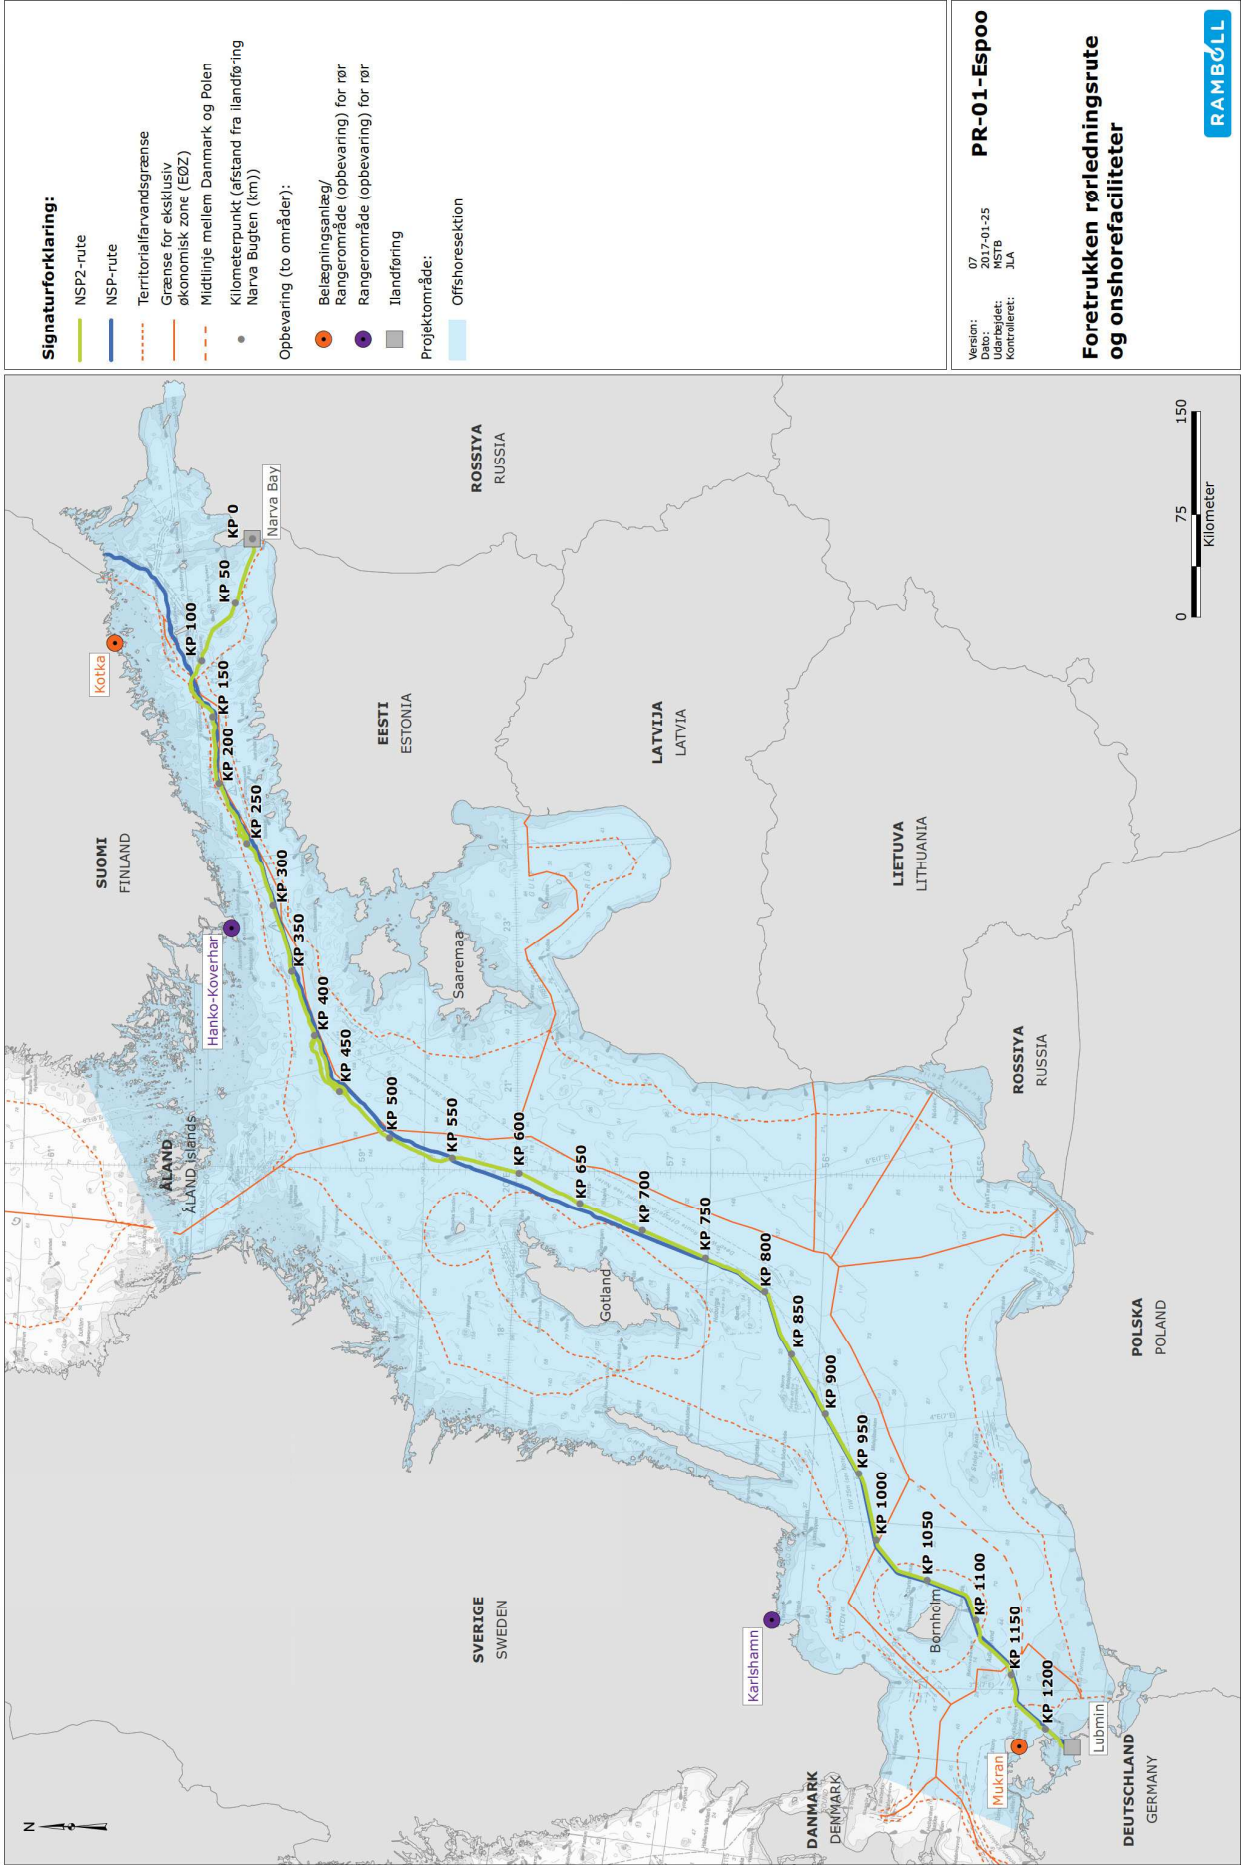 Signaturforklaring:
NSP2-rute
NSP-rute
Territorialfarvandsgrænse
Grænse for eksklusiv
økonomisk zone (EØZ)
Midtlinje mellem Danmark og Polen
Kilometerpunkt (afstand fra ilandføring
Narva Bugten (km))
Opbevaring (to områder):
Belægningsanlæg/
Rangerområde (opbevaring) for rør
Rangerområde (opbevaring) for rør
Ilandføring
Projektområde:
Offshoresektion
Version: 07
Dato: 2017-01-25
Udarbejdet: MSTB
Kontrolleret: JLA
PR-01-Espoo
Foretrukken rørledningsrute
og onshorefaciliteter
RAMBOLL
N
SUOMI
FINLAND
Kotka
Hanko-Koverhar
ÅLAND
ÅLAND Islands
KP 0
Narva Bay
KP 50
KP 100
KP 150
KP 200
KP 250
KP 300
KP 350
KP 400
KP 450
KP 500
KP 550
KP 600
KP 650
KP 700
KP 750
KP 800
KP 850
KP 900
KP 950
KP 1000
KP 1050
KP 1100
KP 1150
KP 1200
ROSSIYA
RUSSIA
EESTI
ESTONIA
Saaremaa
LATVIJA
LATVIA
LIETUVA
LITHUANIA
ROSSIYA
RUSSIA
POLSKA
POLAND
Gotland
SVERIGE
SWEDEN
Karlshamn
Bornholm
Mukran
Lubmin
DANMARK
DENMARK
DEUTSCHLAND
GERMANY
0 75 150
Kilometer